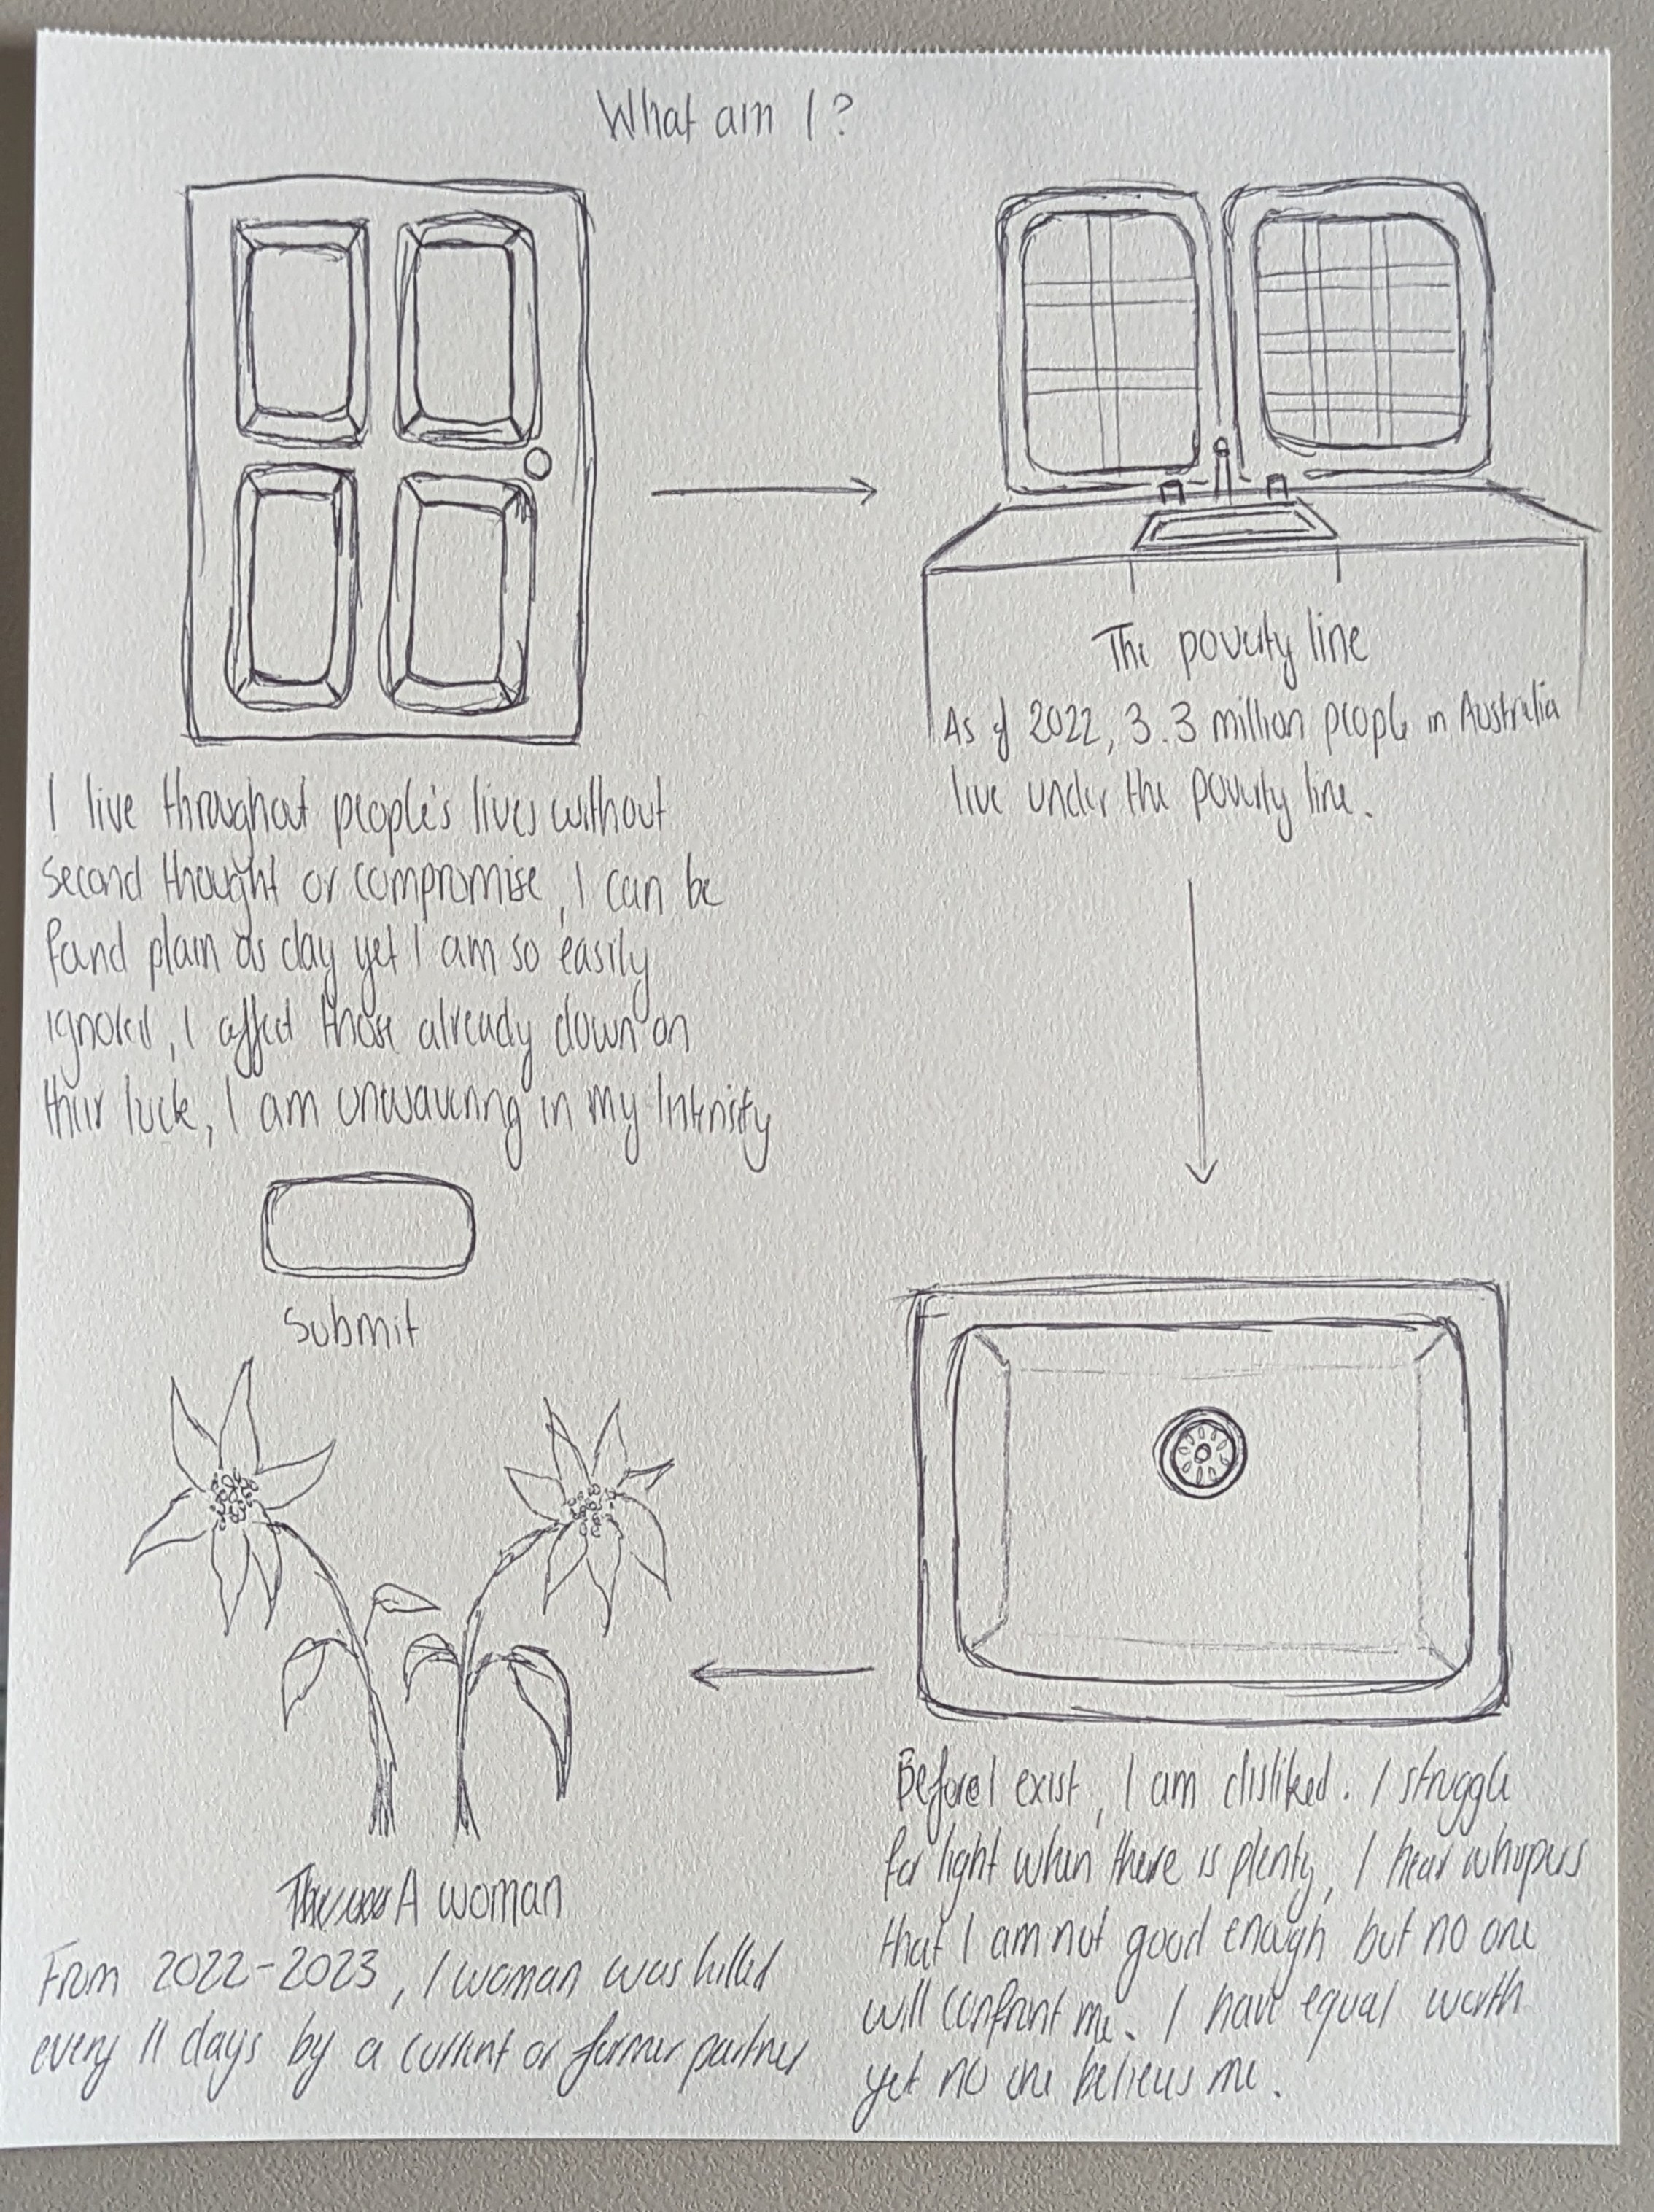 What am I?
I live throughout people's lives without
second thought or compromise, I can be
found plain as day yet I am so easily
ignored, I affect those already down on
their luck, I am unwavering in my intensity
Submit
The poverty line
As of 2022, 3.3 million people in Australia
live under the poverty line.
Before I exist, I am disliked. I struggle
for light when there is plenty, I hear whispers
that I am not good enough but no one
will confront me. I have equal worth
yet no one believes me.
A woman
From 2022-2023, 1 woman was killed
every 11 days by a current or former partner